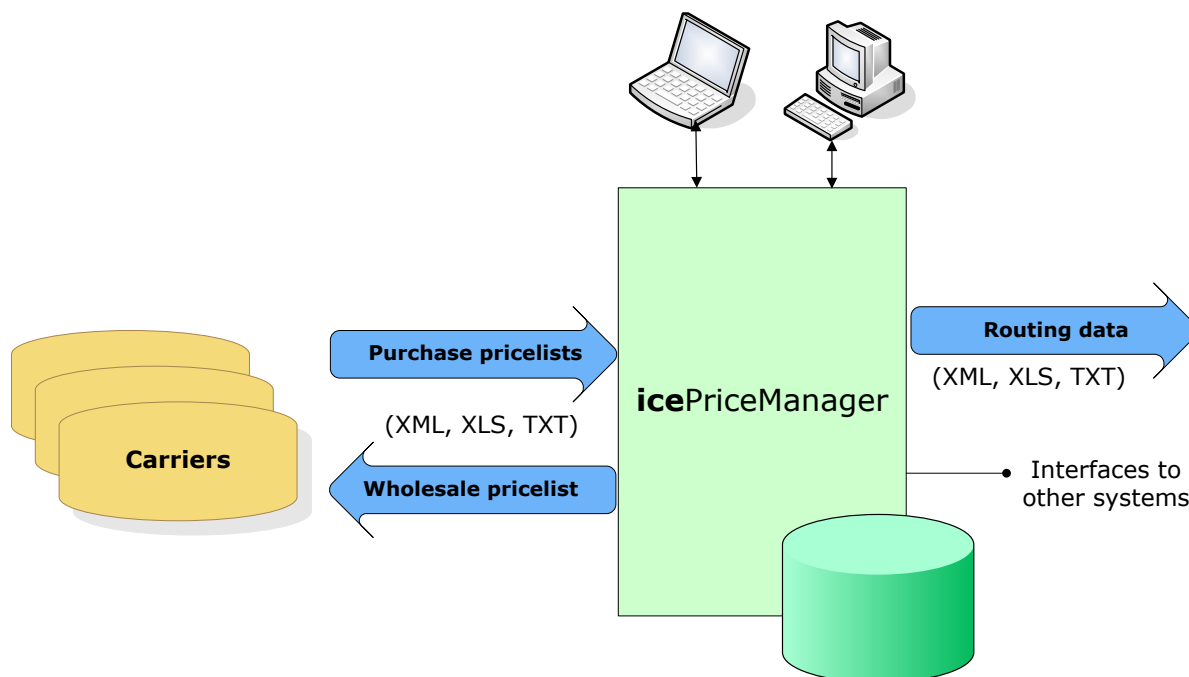 Purchase pricelists
Routing data
(XML, XLS, TXT)
icePriceManager
(XML, XLS, TXT)
Carriers
Wholesale pricelist
Interfaces to
other systems